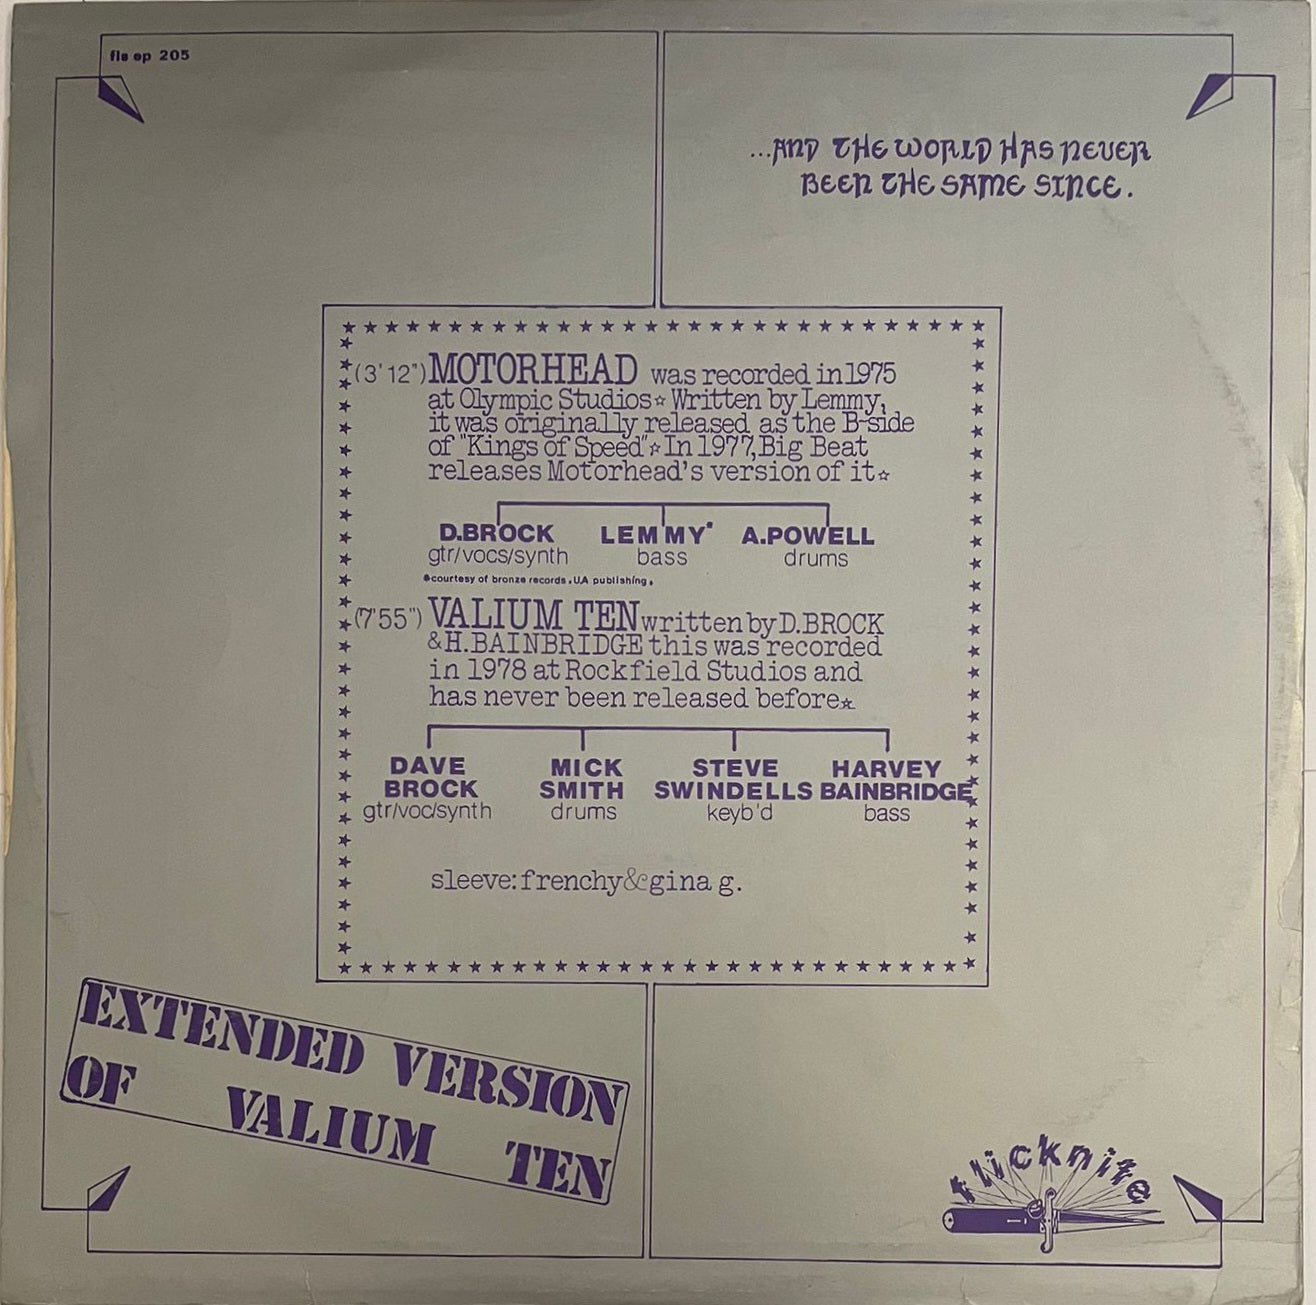 fls ep 205
...AND THE WORLD HAS NEVER
BEEN THE SAME SINCE.
(3'12") MOTORHEAD was recorded in 1975
at Olympic Studios☆ Written by Lemmy,
it was originally released as the B-side
of "Kings of Speed"☆ In 1977, Big Beat
releases Motorhead's version of it☆
D.BROCK LEMMY* A.POWELL
gtr/vocs/synth bass drums
*courtesy of bronze records. U.A publishing.
(7'55") VALIUM TEN written by D.BROCK
& H.BAINBRIDGE this was recorded
in 1978 at Rockfield Studios and
has never been released before☆
DAVE MICK STEVE HARVEY
BROCK SMITH SWINDELLS BAINBRIDGE
gtr/voc/synth drums keyb'd bass
sleeve: frenchy & gina g.
EXTENDED VERSION
OF VALIUM TEN
flicknife